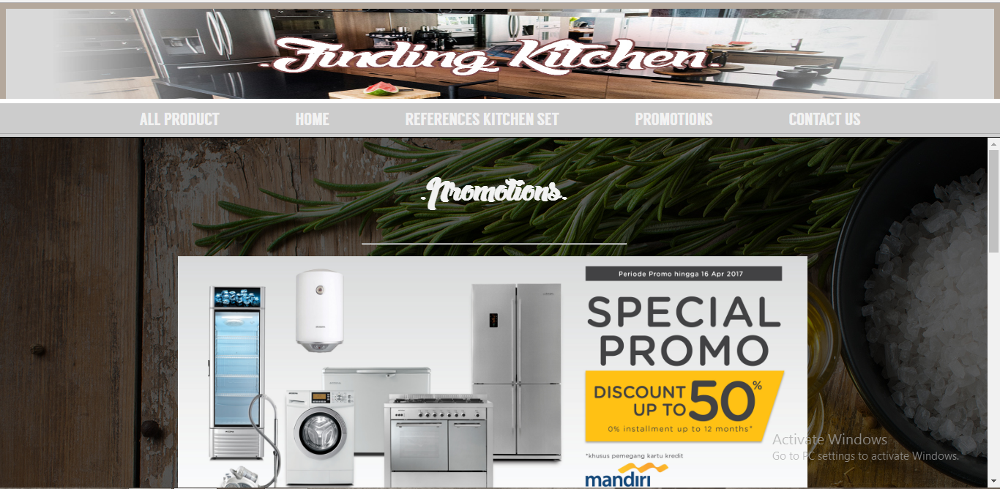 Finding Kitchen
ALL PRODUCT HOME REFERENCES KITCHEN SET PROMOTIONS CONTACT US
Promotions
Periode Promo hingga 16 Apr 2017
SPECIAL
PROMO
DISCOUNT
UP TO 50%
0% installment up to 12 months*
*khusus pemegang kartu kredit
mandiri
Activate Windows
Go to PC settings to activate Windows.